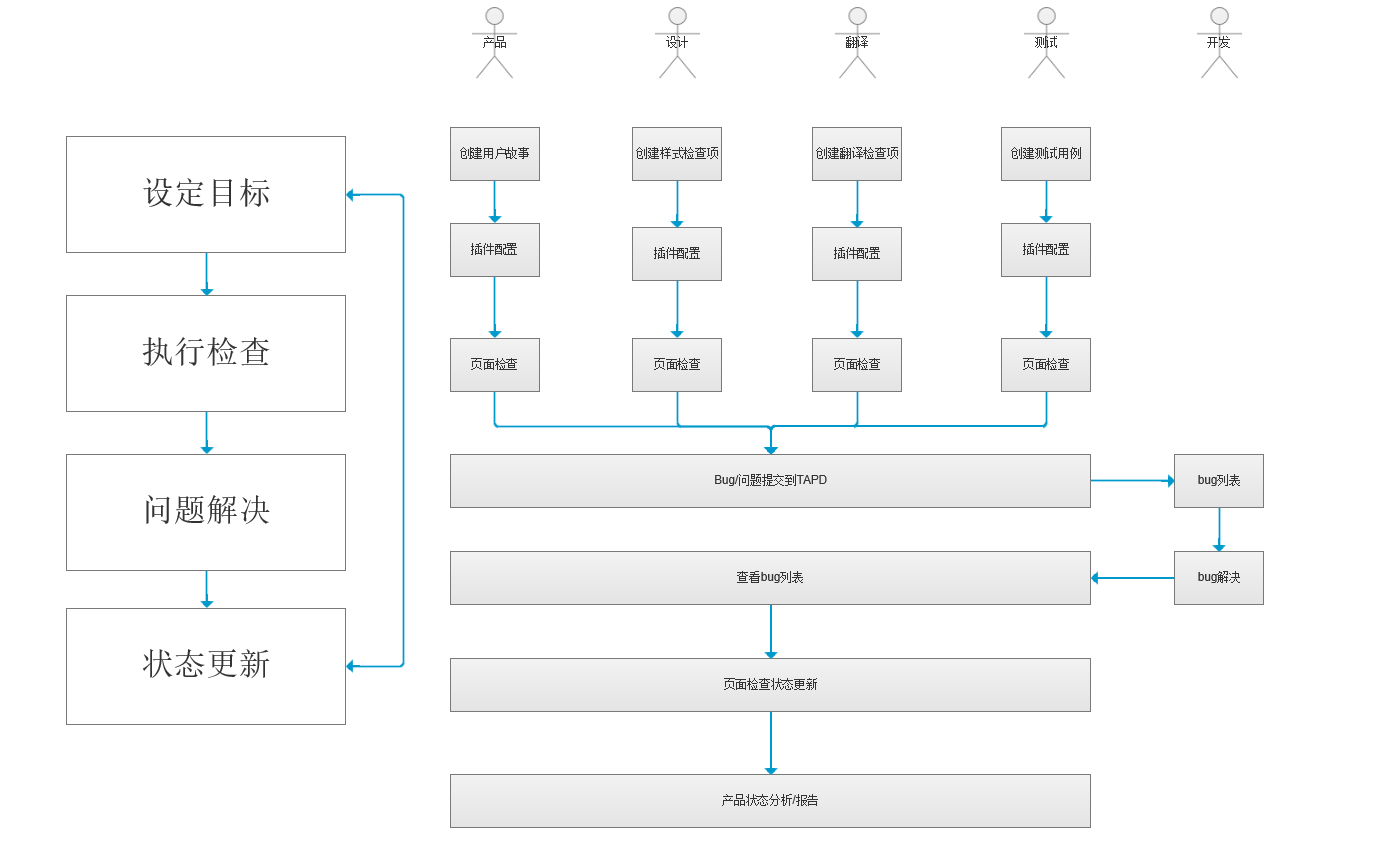 产品
设计
翻译
测试
开发
设定目标
执行检查
问题解决
状态更新
创建用户故事
创建样式检查项
创建翻译检查项
创建测试用例
插件配置
插件配置
插件配置
插件配置
页面检查
页面检查
页面检查
页面检查
Bug/问题提交到TAPD
bug列表
查看bug列表
bug解决
页面检查状态更新
产品状态分析/报告